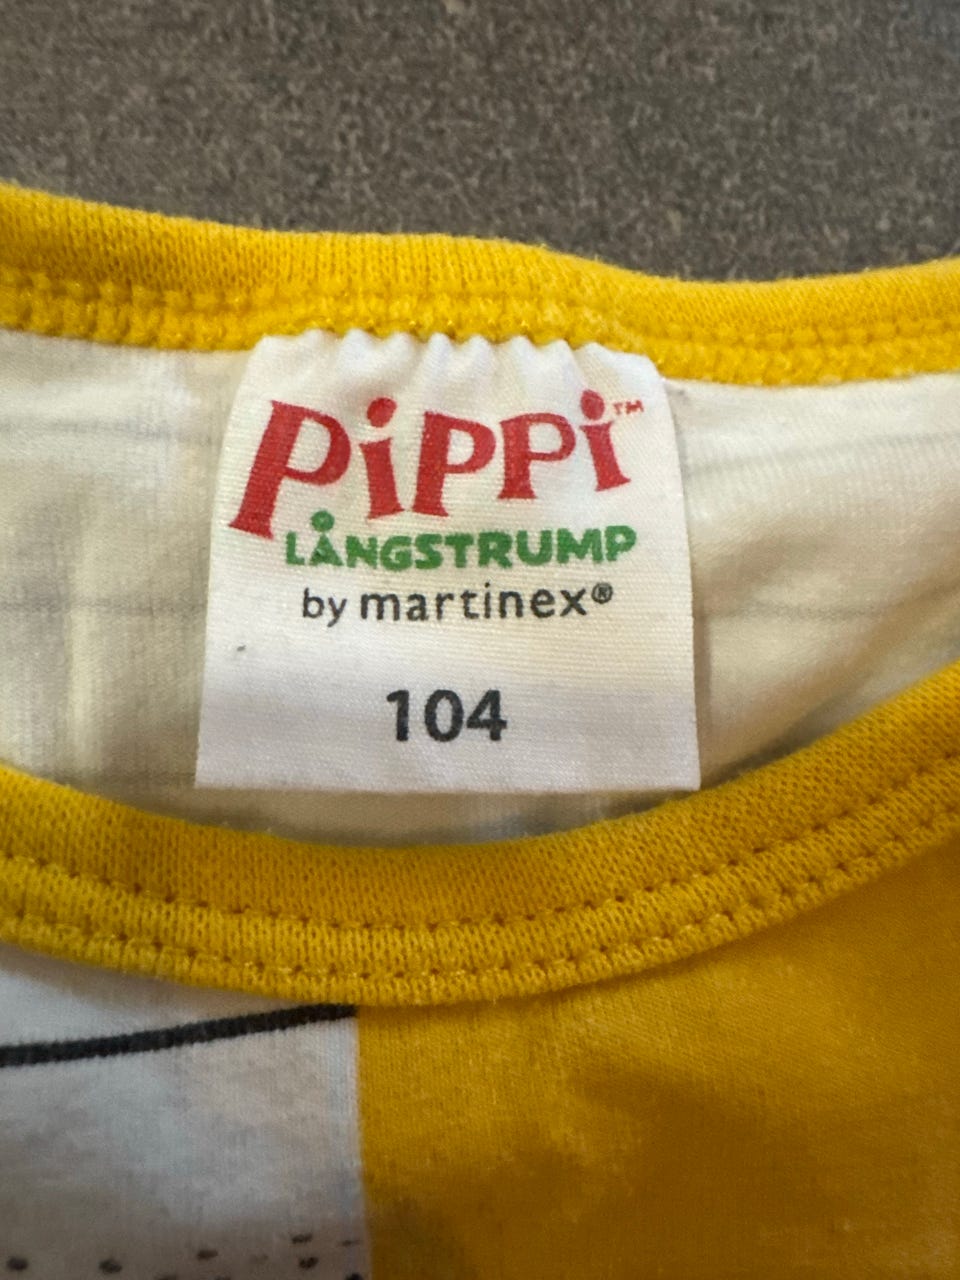 Pippi™
LÅNGSTRUMP
by martinex®
104